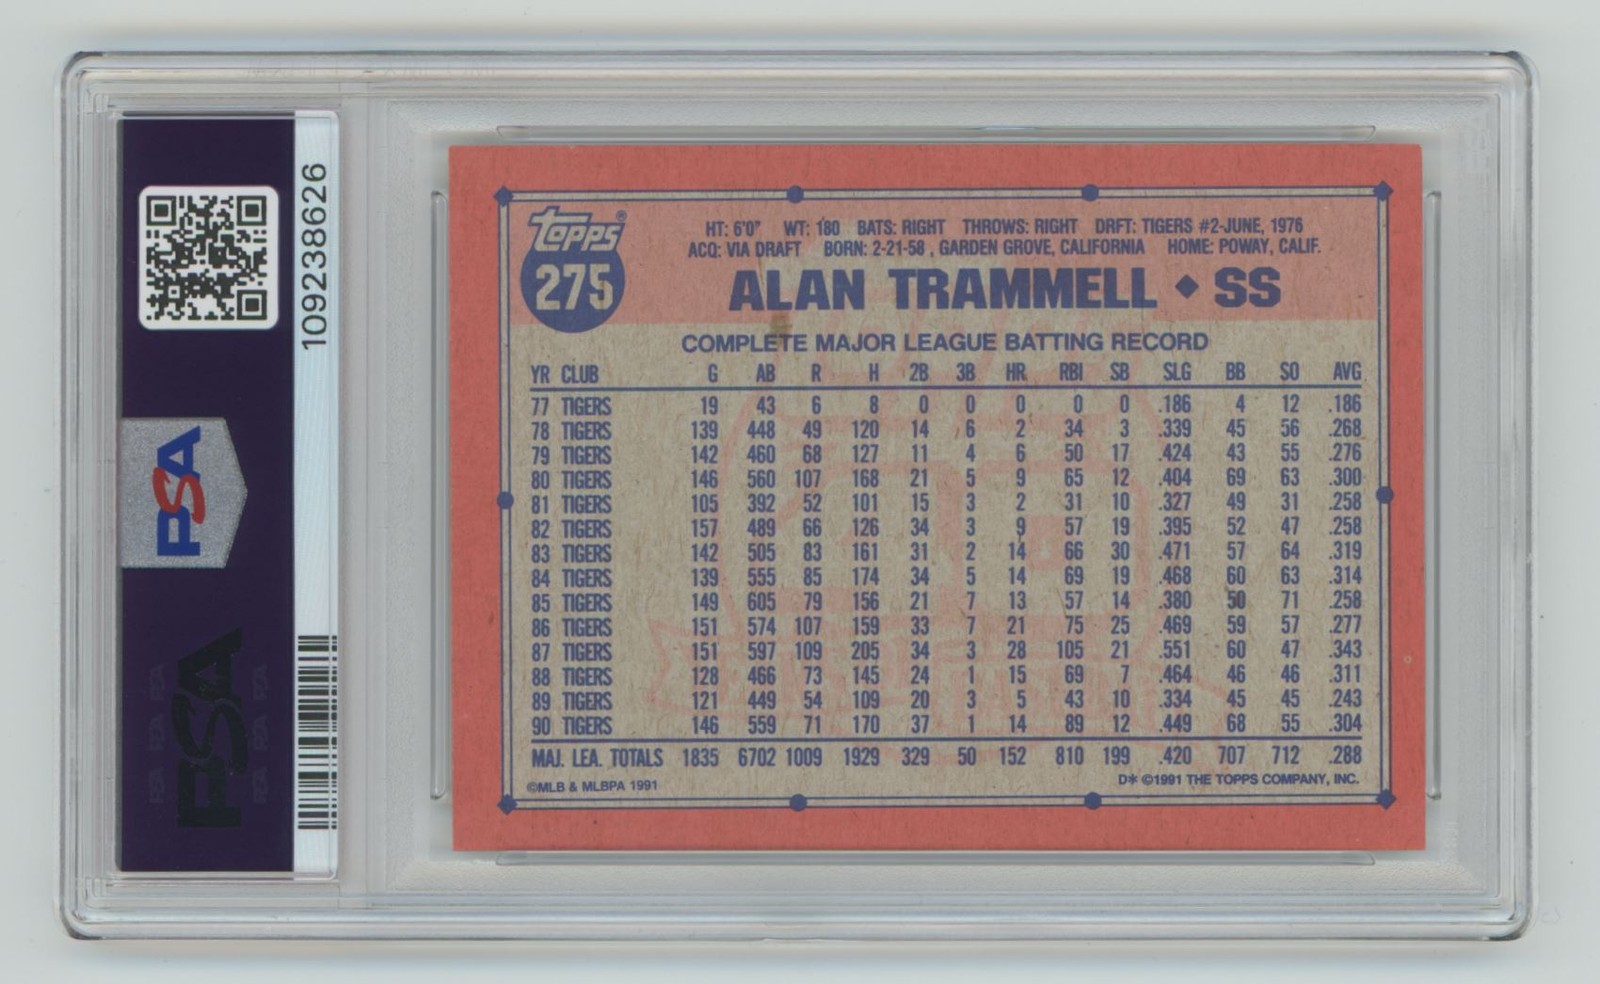 109238626
PSA
PSA
Topps®
275
HT: 6'0" WT: 180 BATS: RIGHT THROWS: RIGHT DRFT: TIGERS #2-JUNE, 1976
ACQ: VIA DRAFT BORN: 2-21-58 , GARDEN GROVE, CALIFORNIA HOME: POWAY, CALIF.
ALAN TRAMMELL ◆ SS
COMPLETE MAJOR LEAGUE BATTING RECORD
YR CLUB G AB R H 2B 3B HR RBI SB SLG BB SO AVG
77 TIGERS 19 43 6 8 0 0 0 0 0 .186 4 12 .186
78 TIGERS 139 448 49 120 14 6 2 34 3 .339 45 56 .268
79 TIGERS 142 460 68 127 11 4 6 50 17 .424 43 55 .276
80 TIGERS 146 560 107 168 21 5 9 65 12 .404 69 63 .300
81 TIGERS 105 392 52 101 15 3 2 31 10 .327 49 31 .258
82 TIGERS 157 489 66 126 34 3 9 57 19 .395 52 47 .258
83 TIGERS 142 505 83 161 31 2 14 66 30 .471 57 64 .319
84 TIGERS 139 555 85 174 34 5 14 69 19 .468 60 63 .314
85 TIGERS 149 605 79 156 21 7 13 57 14 .380 50 71 .258
86 TIGERS 151 574 107 159 33 7 21 75 25 .469 59 57 .277
87 TIGERS 151 597 109 205 34 3 28 105 21 .551 60 47 .343
88 TIGERS 128 466 73 145 24 1 15 69 7 .464 46 46 .311
89 TIGERS 121 449 54 109 20 3 5 43 10 .334 45 45 .243
90 TIGERS 146 559 71 170 37 1 14 89 12 .449 68 55 .304
MAJ. LEA. TOTALS 1835 6702 1009 1929 329 50 152 810 199 .420 707 712 .288
©MLB & MLBPA 1991
D* ©1991 THE TOPPS COMPANY, INC.